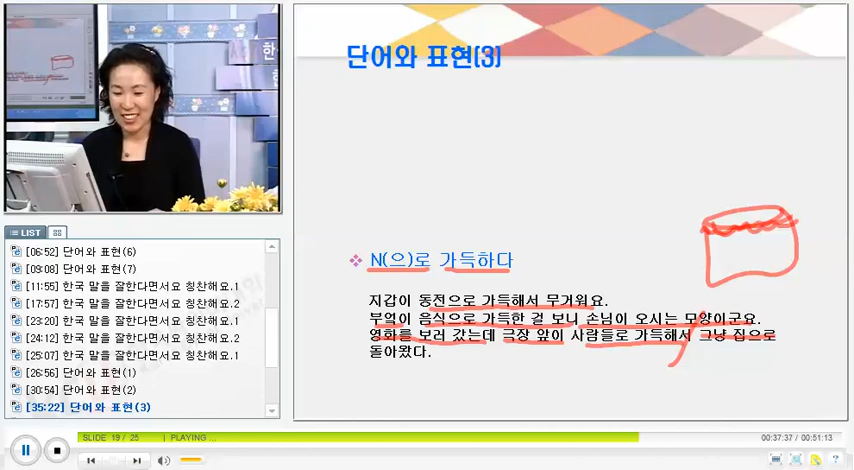 단어와 표현(3)
N(으)로 가득하다
지갑이 동전으로 가득해서 무거워요.
부엌이 음식으로 가득한 걸 보니 손님이 오시는 모양이군요.
영화를 보러 갔는데 극장 앞이 사람들로 가득해서 그냥 집으로
돌아왔다.
LIST
[06:52] 단어와 표현(6)
[09:08] 단어와 표현(7)
[11:55] 한국 말을 잘한다면서요 칭찬해요.1
[17:57] 한국 말을 잘한다면서요 칭찬해요.2
[23:20] 한국 말을 잘한다면서요 칭찬해요.1
[24:12] 한국 말을 잘한다면서요 칭찬해요.2
[25:07] 한국 말을 잘한다면서요 칭찬해요.1
[26:56] 단어와 표현(1)
[30:54] 단어와 표현(2)
[35:22] 단어와 표현(3)
SLIDE 19 / 25 | PLAYING ...
00:37:37 / 00:51:13